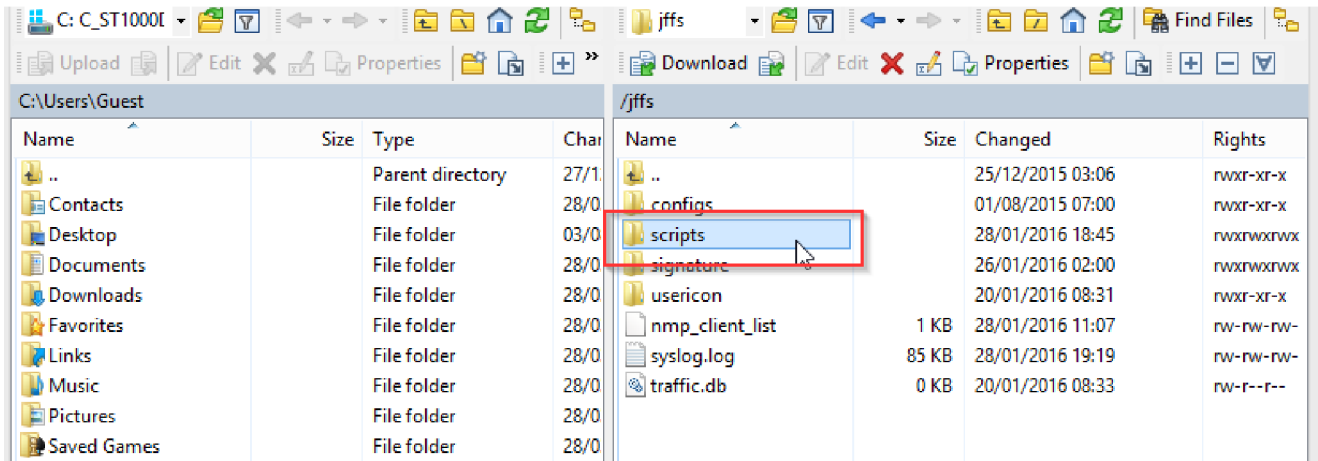 C: C_ST1000D jffs Find Files
Upload Edit Properties » Download Edit Properties
C:\Users\Guest /jffs
Name Size Type Char Name Size Changed Rights
.. Parent directory 27/1 .. 25/12/2015 03:06 rwxr-xr-x
Contacts File folder 28/0 configs 01/08/2015 07:00 rwxr-xr-x
Desktop File folder 03/0 scripts 28/01/2016 18:45 rwxrwxrwx
Documents File folder 28/0 signature 26/01/2016 02:00 rwxrwxrwx
Downloads File folder 28/0 usericon 20/01/2016 08:31 rwxr-xr-x
Favorites File folder 28/0 nmp_client_list 1 KB 28/01/2016 11:07 rw-rw-rw-
Links File folder 28/0 syslog.log 85 KB 28/01/2016 19:19 rw-rw-rw-
Music File folder 28/0 traffic.db 0 KB 20/01/2016 08:33 rw-r--r--
Pictures File folder 28/0
Saved Games File folder 28/0